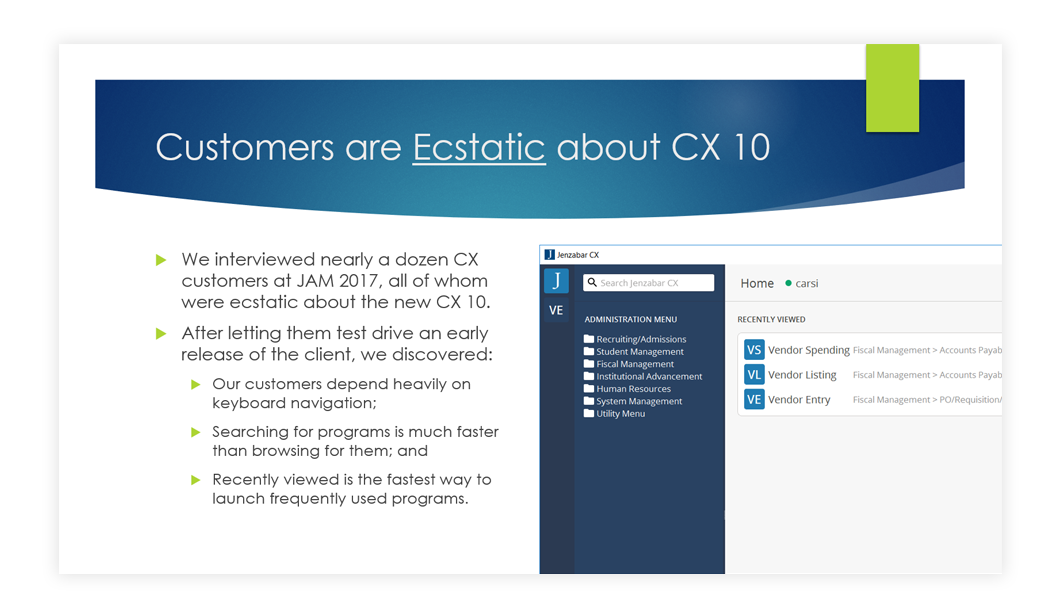 Customers are Ecstatic about CX 10
We interviewed nearly a dozen CX
customers at JAM 2017, all of whom
were ecstatic about the new CX 10.
After letting them test drive an early
release of the client, we discovered:
Our customers depend heavily on
keyboard navigation;
Searching for programs is much faster
than browsing for them; and
Recently viewed is the fastest way to
launch frequently used programs.
J Jenzabar CX
J
VE
Search Jenzabar CX
ADMINISTRATION MENU
Recruiting/Admissions
Student Management
Fiscal Management
Institutional Advancement
Human Resources
System Management
Utility Menu
Home carsi
RECENTLY VIEWED
VS Vendor Spending Fiscal Management > Accounts Payab
VL Vendor Listing Fiscal Management > Accounts Payab
VE Vendor Entry Fiscal Management > PO/Requisition/